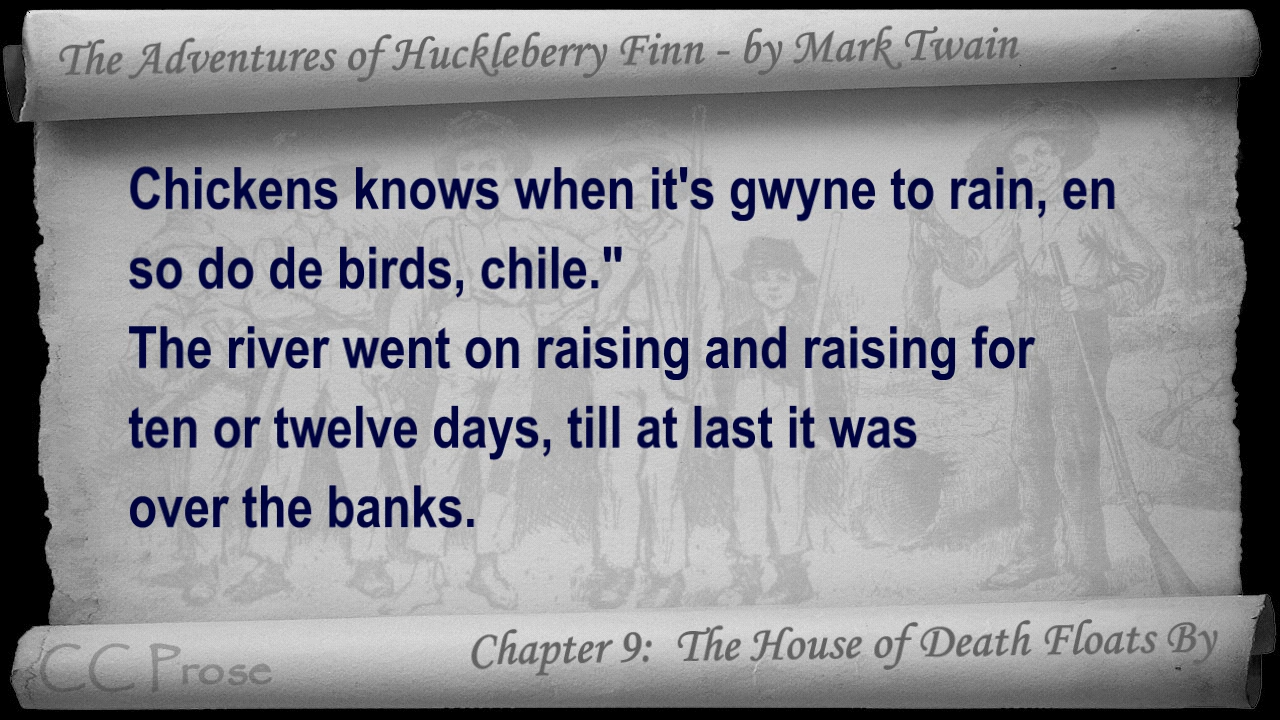 The Adventures of Huckleberry Finn - by Mark Twain
Chickens knows when it's gwyne to rain, en
so do de birds, chile."
The river went on raising and raising for
ten or twelve days, till at last it was
over the banks.
Chapter 9: The House of Death Floats By
CC Prose